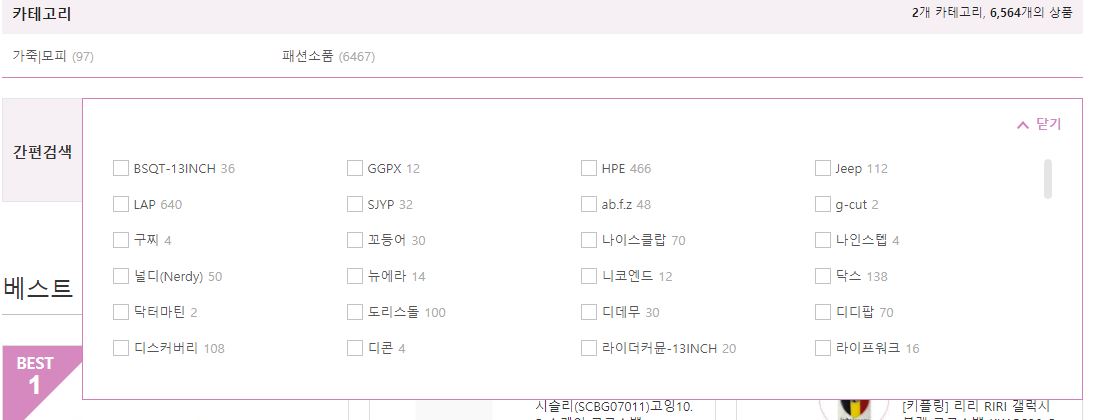 카테고리 2개 카테고리, 6,564개의 상품
가죽|모피 (97) 패션소품 (6467)
닫기
간편검색
BSQT-13INCH 36 GGPX 12 HPE 466 Jeep 112
LAP 640 SJYP 32 ab.f.z 48 g-cut 2
구찌 4 꼬등어 30 나이스클랍 70 나인스텝 4
널디(Nerdy) 50 뉴에라 14 니코앤드 12 닥스 138
닥터마틴 2 도리스돌 100 디데무 30 디디팝 70
디스커버리 108 디콘 4 라이더커뮨-13INCH 20 라이프워크 16
베스트
BEST
1
시슬리(SCBG07011)고잉10.
[키플링] 리리 RIRI 갤럭시